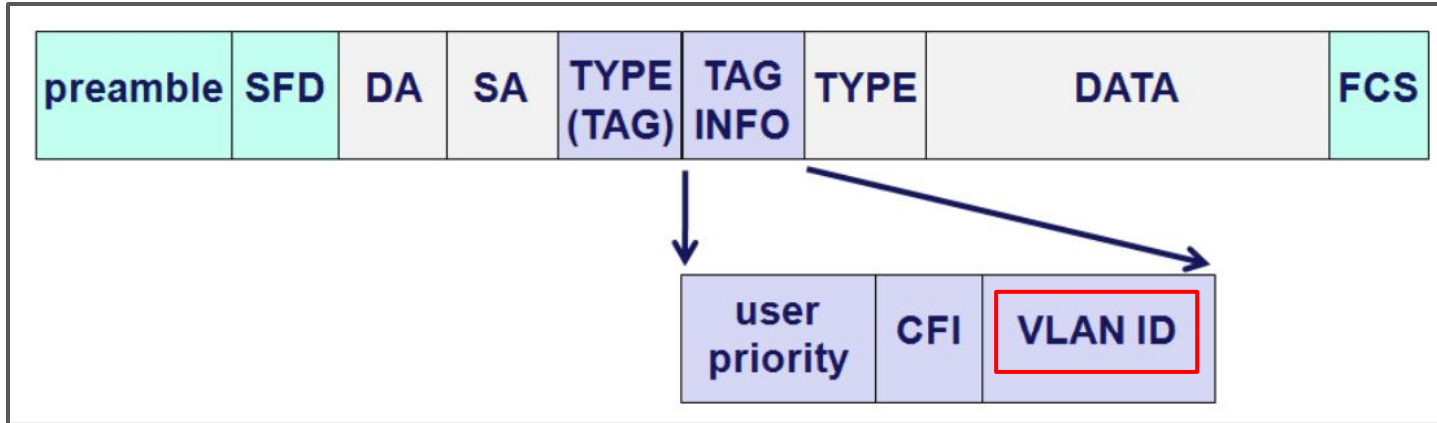 preamble SFD DA SA TYPE (TAG) TAG INFO TYPE DATA FCS
user priority CFI VLAN ID